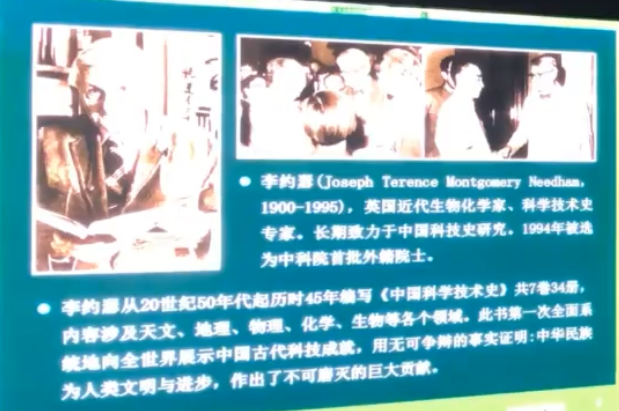 李约瑟(Joseph Terence Montgomery Needham,
1900-1995)，英国近代生物化学家、科学技术史
专家。长期致力于中国科技史研究。1994年被选
为中科院首批外籍院士。
李约瑟从20世纪50年代起历时45年编写《中国科学技术史》共7卷34册，
内容涉及天文、地理、物理、化学、生物等各个领域。此书第一次全面系
统地向全世界展示中国古代科技成就，用无可争辩的事实证明：中华民族
为人类文明与进步，作出了不可磨灭的巨大贡献。